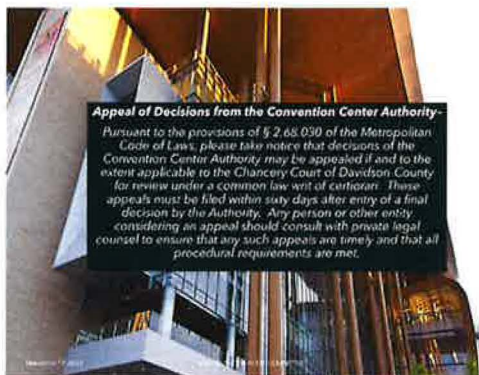 Appeal of Decisions from the Convention Center Authority–
Pursuant to the provisions of § 2.68.030 of the Metropolitan
Code of Laws, please take notice that decisions of the
Convention Center Authority may be appealed if and to the
extent applicable to the Chancery Court of Davidson County
for review under a common law writ of certiorari. These
appeals must be filed within sixty days after entry of a final
decision by the Authority. Any person or other entity
considering an appeal should consult with private legal
counsel to ensure that any such appeals are timely and that all
procedural requirements are met.